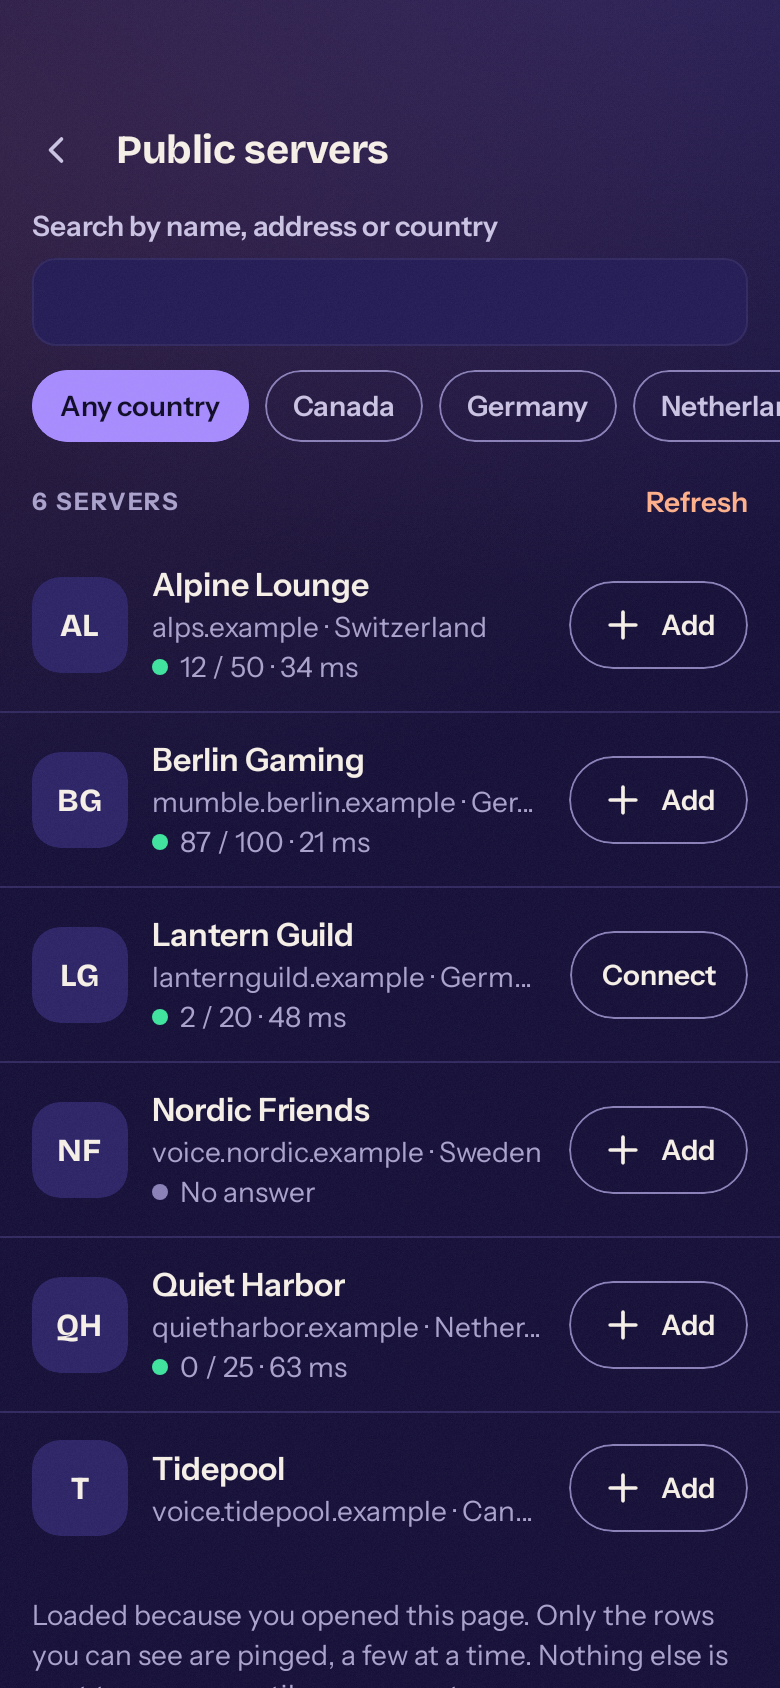 Public servers
Search by name, address or country
Any country
Canada
Germany
Netherlan
6 SERVERS
Refresh
AL
Alpine Lounge
alps.example · Switzerland
12 / 50 · 34 ms
Add
BG
Berlin Gaming
mumble.berlin.example · Ger...
87 / 100 · 21 ms
Add
LG
Lantern Guild
lanternguild.example · Germ...
2 / 20 · 48 ms
Connect
NF
Nordic Friends
voice.nordic.example · Sweden
No answer
Add
QH
Quiet Harbor
quietharbor.example · Nether...
0 / 25 · 63 ms
Add
T
Tidepool
voice.tidepool.example · Can...
Add
Loaded because you opened this page. Only the rows
you can see are pinged, a few at a time. Nothing else is